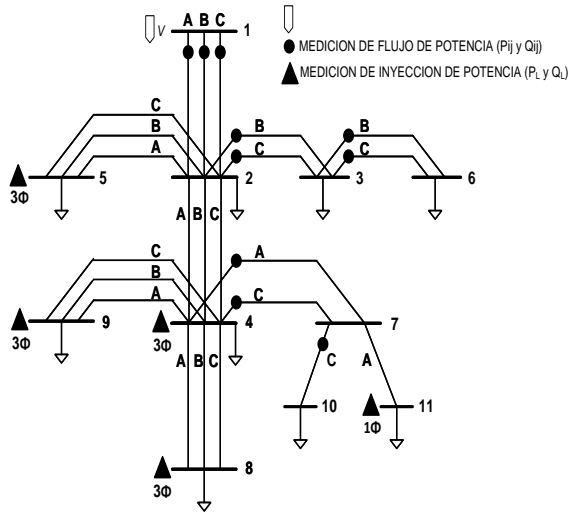 A B C
V
1
MEDICION DE FLUJO DE POTENCIA (Pij y Qij)
MEDICION DE INYECCION DE POTENCIA (PL y QL)
C
B
A
B
C
B
C
3Φ
5
2
3
6
A B C
C
B
A
A
C
3Φ
9
3Φ
4
7
A B C
C
A
10
11
1Φ
3Φ
8